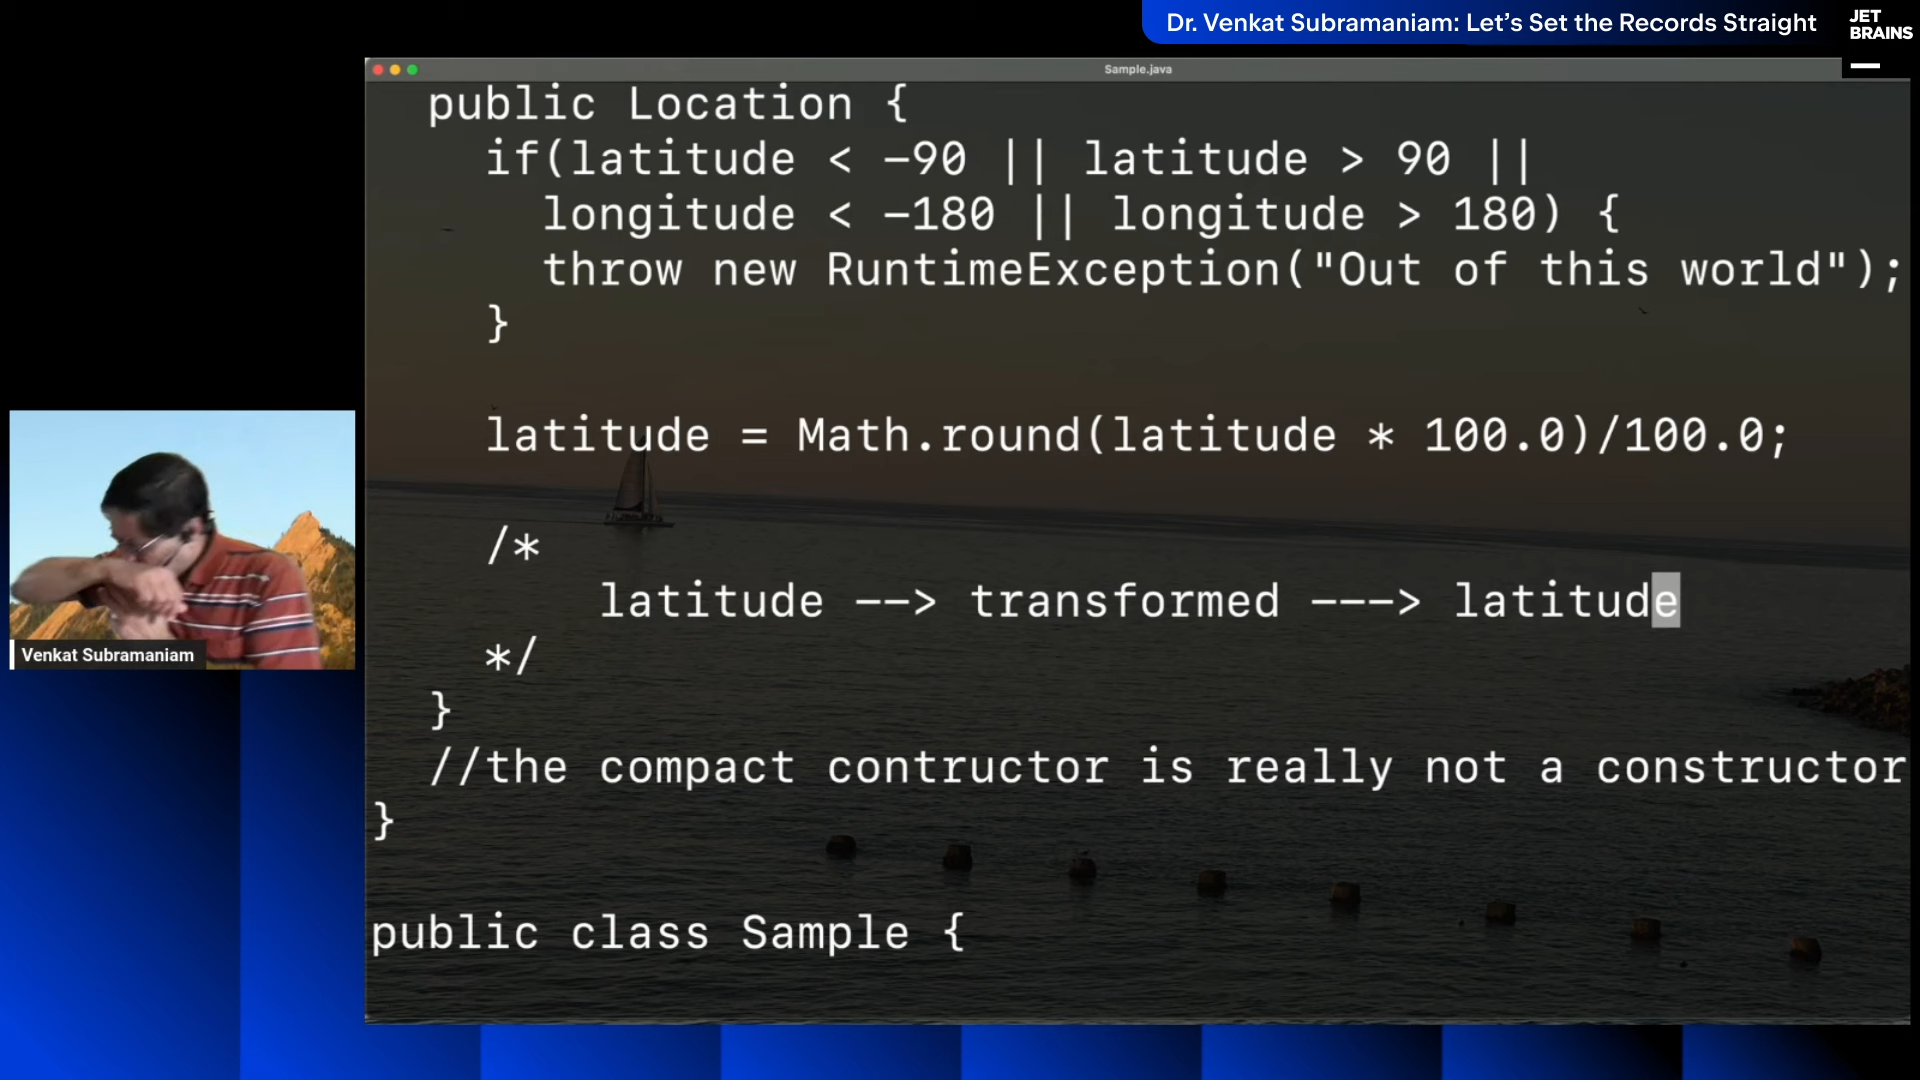 Dr. Venkat Subramaniam: Let’s Set the Records Straight
JET
BRAINS
Sample.java
public Location {
if(latitude < -90 || latitude > 90 ||
longitude < -180 || longitude > 180) {
throw new RuntimeException("Out of this world");
}
latitude = Math.round(latitude * 100.0)/100.0;
/*
latitude --> transformed ---> latitude
*/
}
//the compact contructor is really not a constructor
}
public class Sample {
Venkat Subramaniam